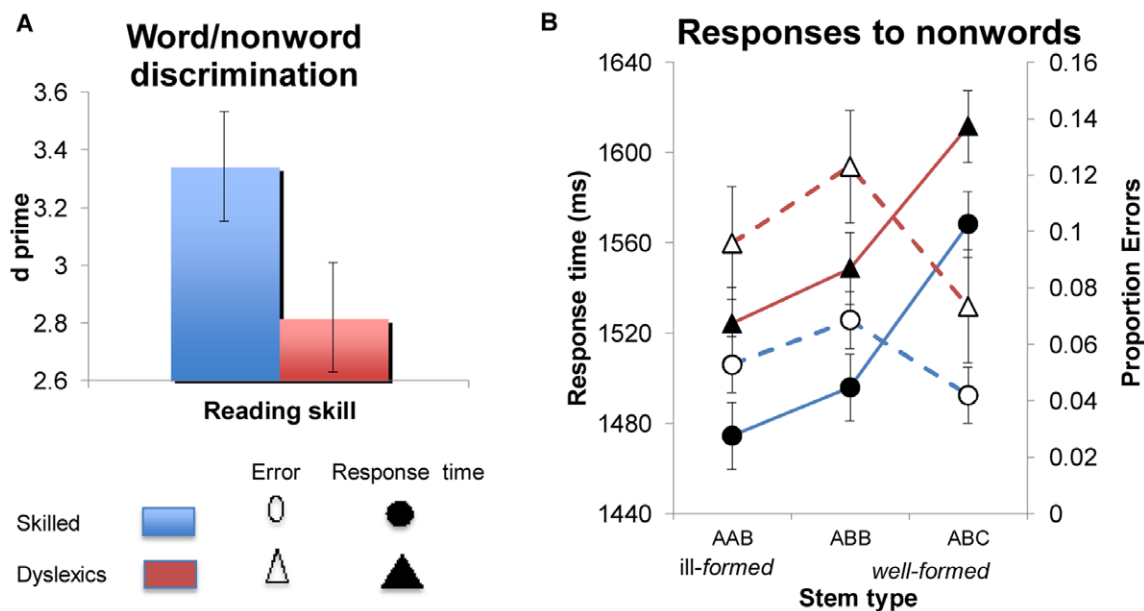 A
Word/nonword
discrimination
3.6
3.4
3.2
3
2.8
2.6
d prime
Reading skill
Error Response time
Skilled
Dyslexics
B
Responses to nonwords
1640
1600
1560
1520
1480
1440
Response time (ms)
0.16
0.14
0.12
0.1
0.08
0.06
0.04
0.02
0
Proportion Errors
AAB ABB ABC
ill-formed well-formed
Stem type